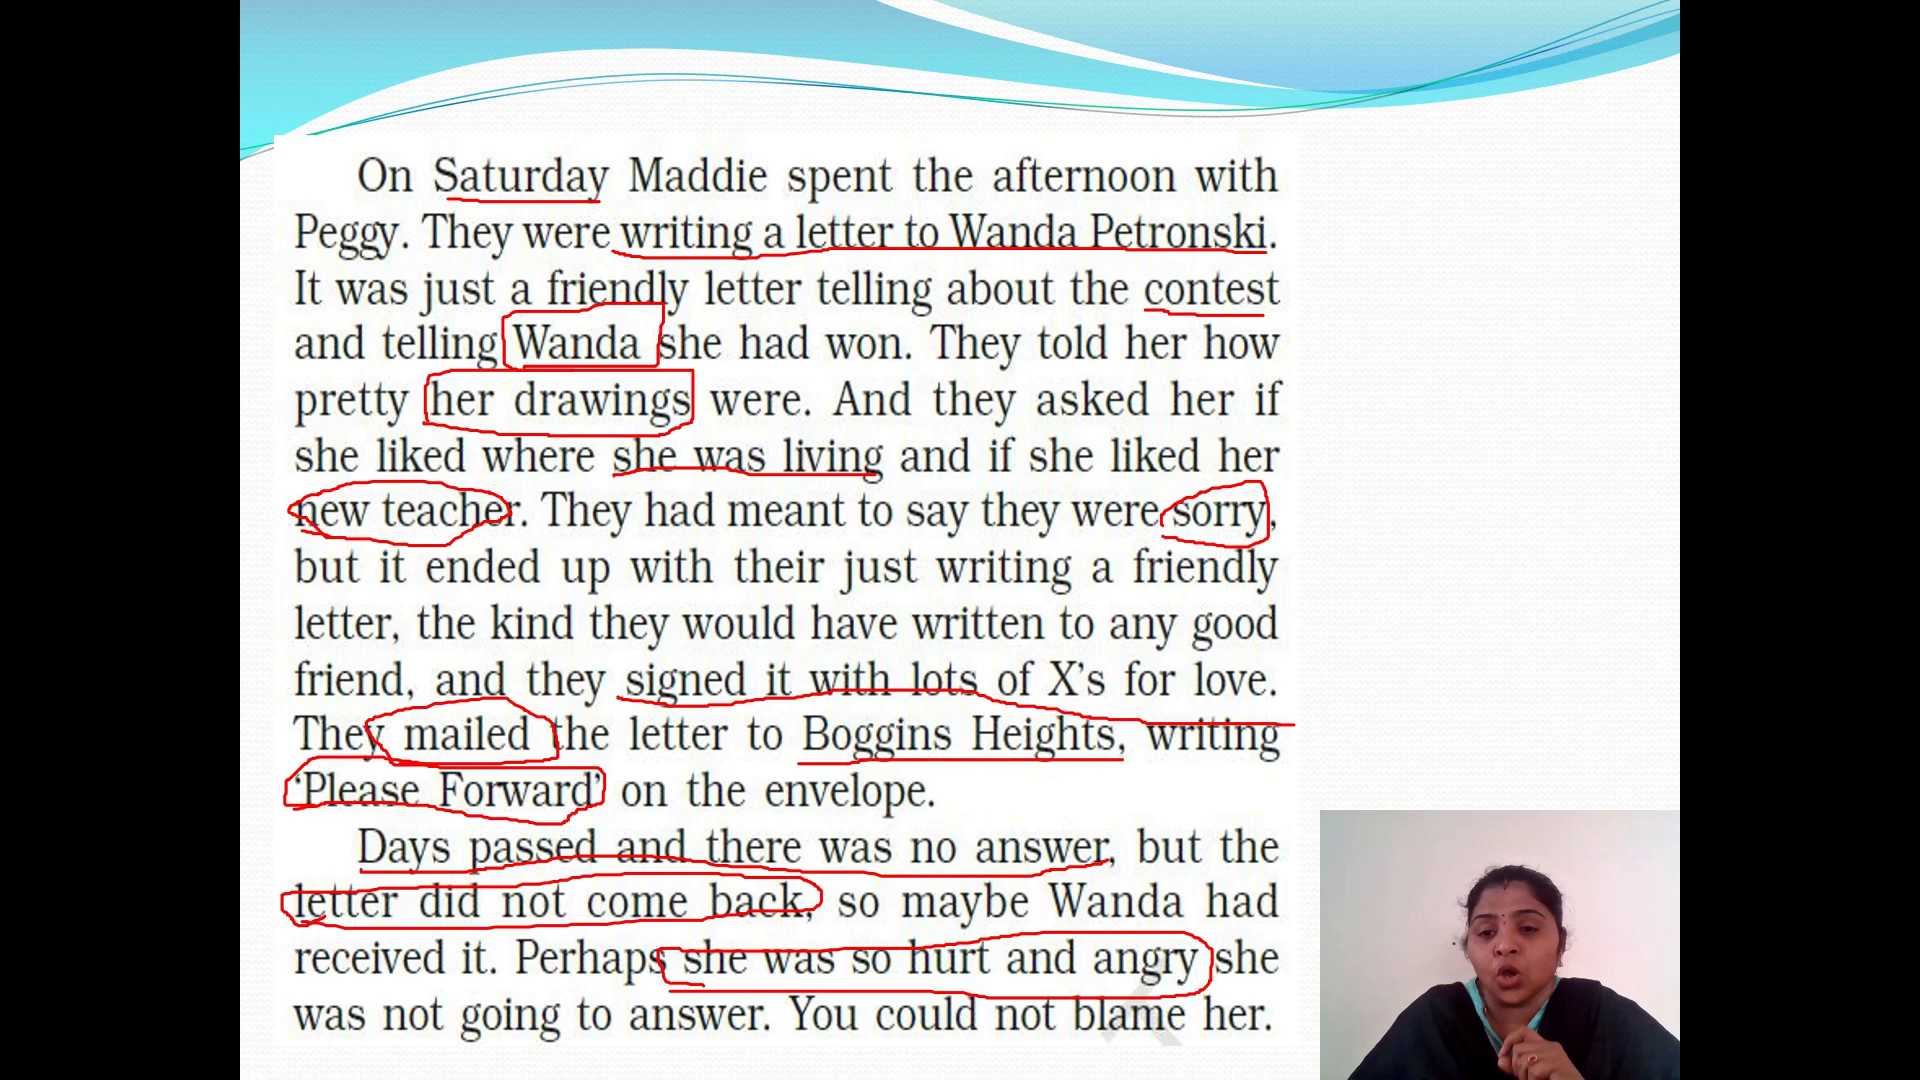 On Saturday Maddie spent the afternoon with
Peggy. They were writing a letter to Wanda Petronski.
It was just a friendly letter telling about the contest
and telling Wanda she had won. They told her how
pretty her drawings were. And they asked her if
she liked where she was living and if she liked her
new teacher. They had meant to say they were sorry,
but it ended up with their just writing a friendly
letter, the kind they would have written to any good
friend, and they signed it with lots of X’s for love.
They mailed the letter to Boggins Heights, writing
‘Please Forward’ on the envelope.
Days passed and there was no answer, but the
letter did not come back, so maybe Wanda had
received it. Perhaps she was so hurt and angry she
was not going to answer. You could not blame her.